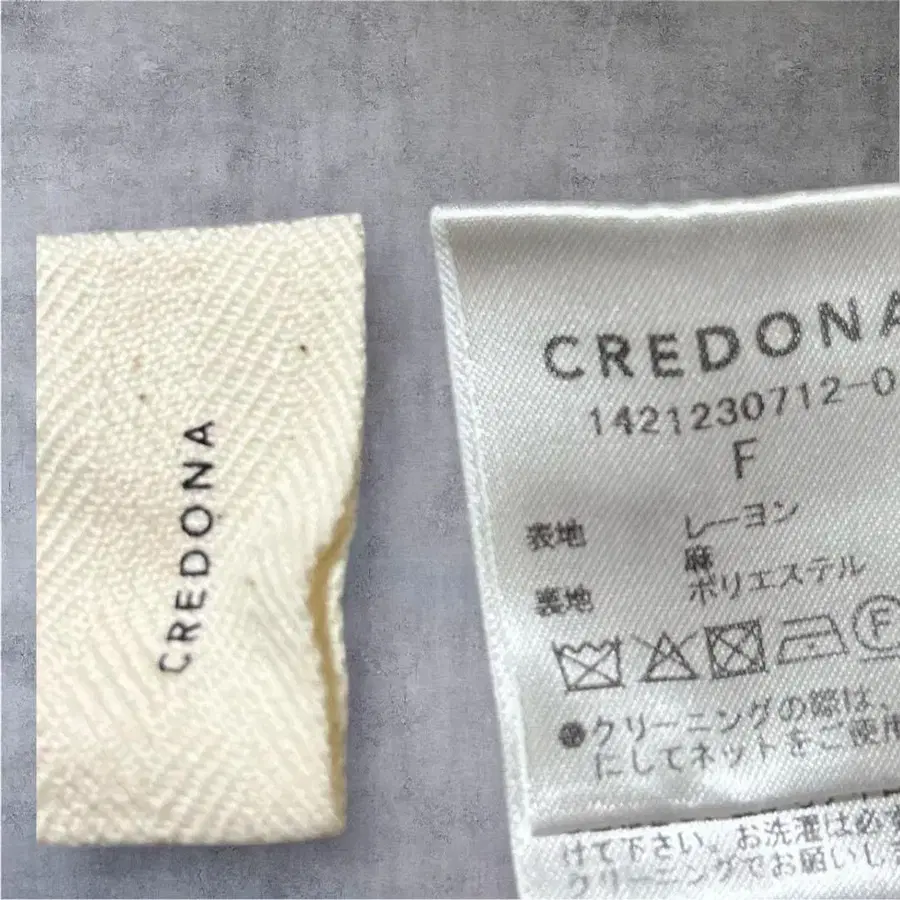 CREDONA
CREDONA
1421230712-0
F
表地 レーヨン
麻
裏地 ポリエステル
F
●クリーニングの際は、
にしてネットをご使用
けて下さい。お洗濯は必ず
クリーニングでお願いし